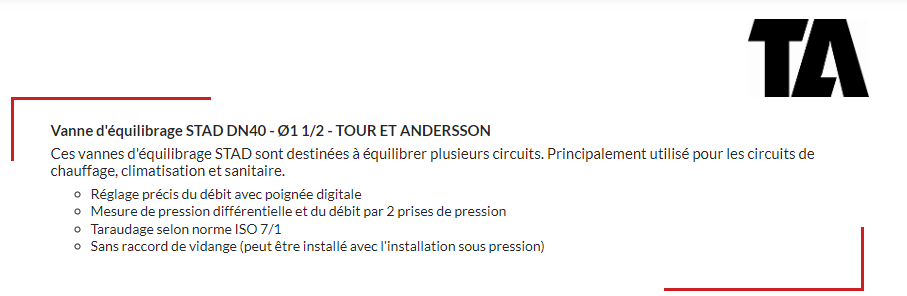 TA
Vanne d'équilibrage STAD DN40 - Ø1 1/2 - TOUR ET ANDERSSON
Ces vannes d'équilibrage STAD sont destinées à équilibrer plusieurs circuits. Principalement utilisé pour les circuits de
chauffage, climatisation et sanitaire.
Réglage précis du débit avec poignée digitale
Mesure de pression différentielle et du débit par 2 prises de pression
Taraudage selon norme ISO 7/1
Sans raccord de vidange (peut être installé avec l'installation sous pression)